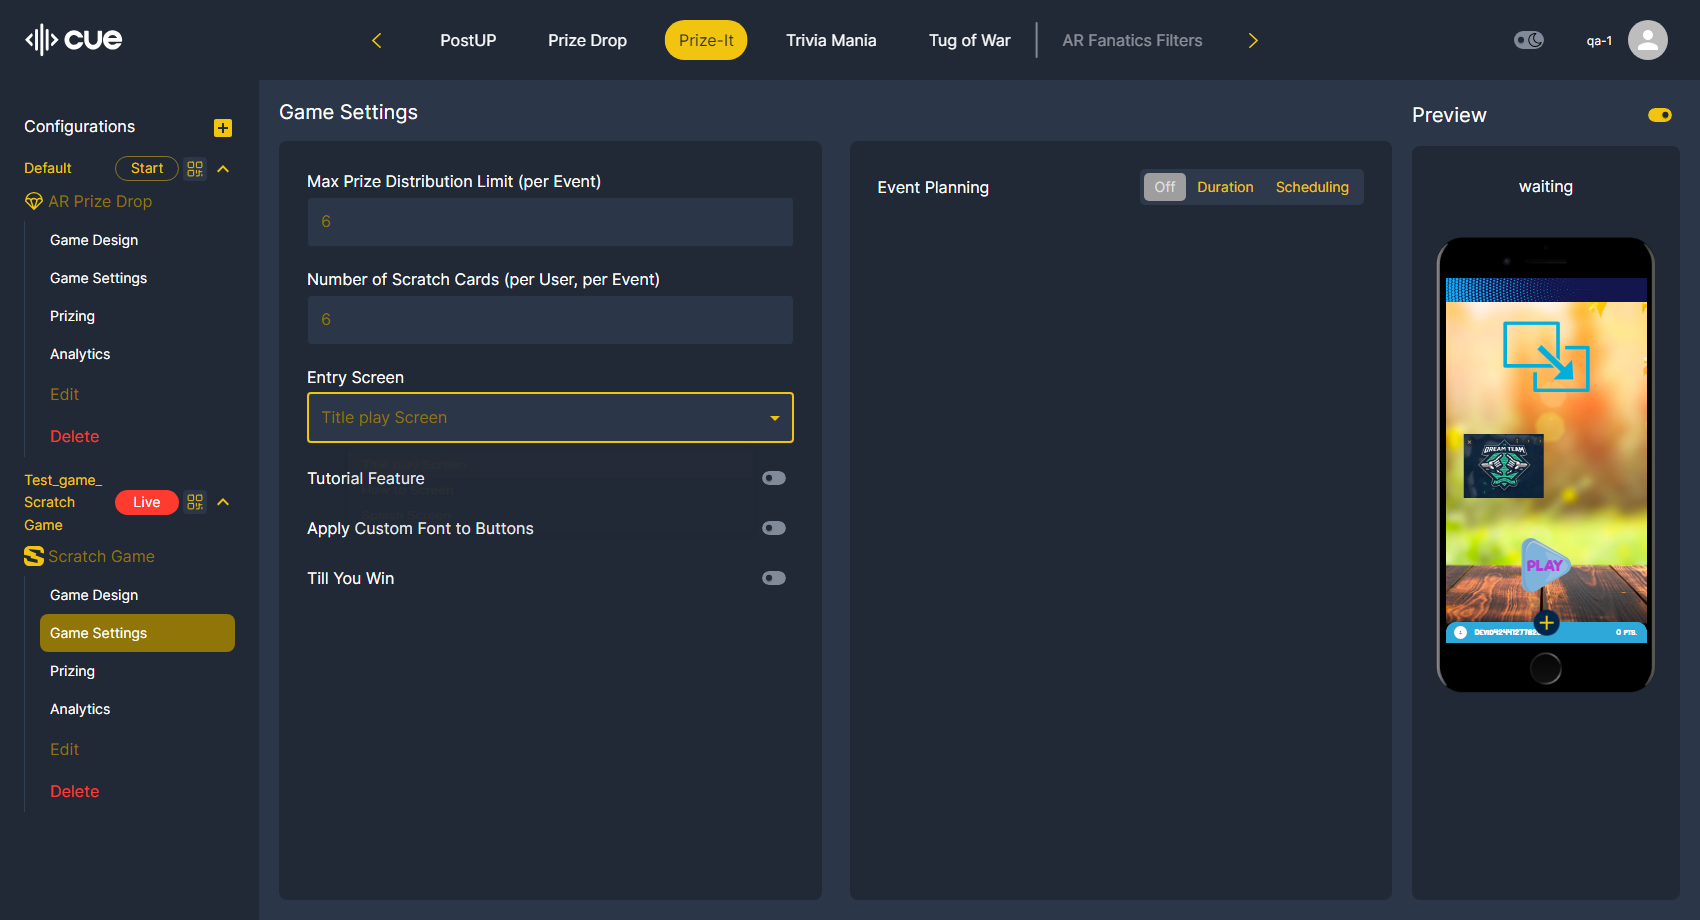 cue
PostUP
Prize Drop
Prize-It
Trivia Mania
Tug of War
AR Fanatics Filters
qa-1
Configurations
Default
Start
AR Prize Drop
Game Design
Game Settings
Prizing
Analytics
Edit
Delete
Test_game_
Scratch
Game
Live
Scratch Game
Game Design
Game Settings
Prizing
Analytics
Edit
Delete
Game Settings
Max Prize Distribution Limit (per Event)
6
Number of Scratch Cards (per User, per Event)
6
Entry Screen
Title play Screen
Tutorial Feature
Apply Custom Font to Buttons
Till You Win
Event Planning
Off
Duration
Scheduling
Preview
waiting
DREAM TEAM
PLAY
0 PTS.